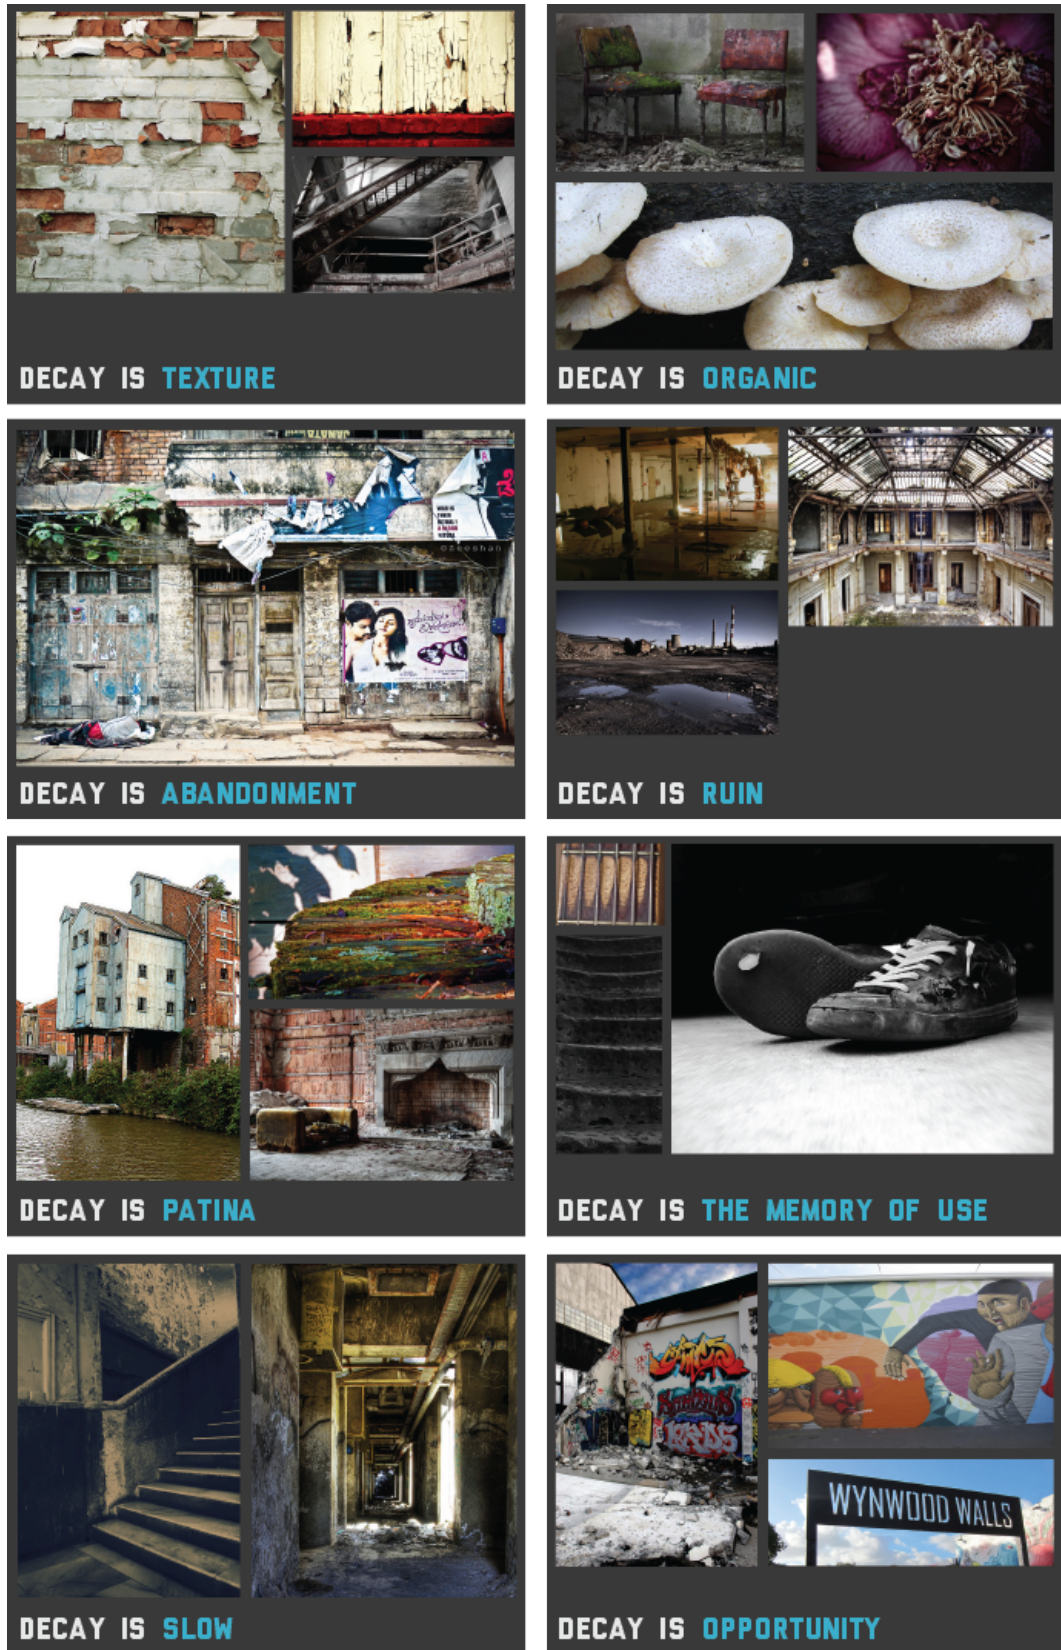 DECAY IS TEXTURE
DECAY IS ORGANIC
©Zeeshan
DECAY IS ABANDONMENT
DECAY IS RUIN
DECAY IS PATINA
DECAY IS THE MEMORY OF USE
DECAY IS SLOW
WYNWOOD WALLS
DECAY IS OPPORTUNITY